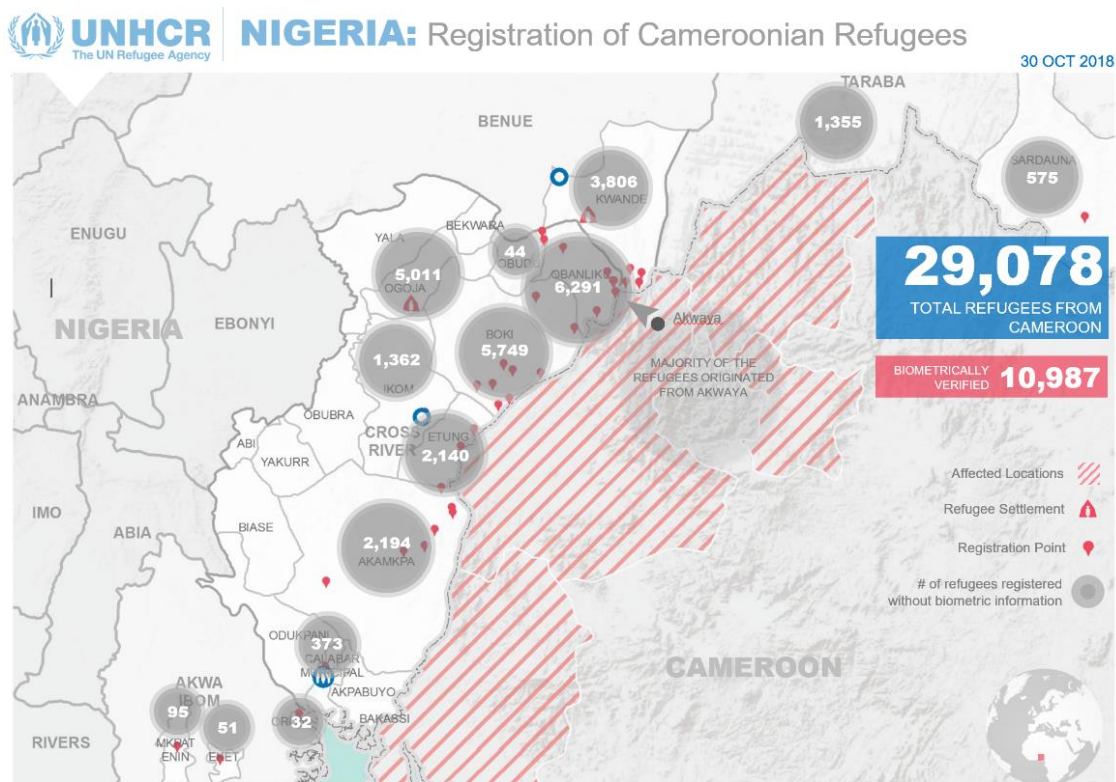 UNHCR
The UN Refugee Agency
NIGERIA: Registration of Cameroonian Refugees
30 OCT 2018
TARABA
1,355
BENUE
SARDAUNA
575
3,806
KWANDE
ENUGU
BEKWARA
YALA
44
5,011
OGOJA
6,291
29,078
TOTAL REFUGEES FROM
CAMEROON
NIGERIA
EBONYI
Akwaya
BOKI
5,749
1,362
IKOM
MAJORITY OF THE
REFUGEES ORIGINATED
FROM AKWAYA
BIOMETRICALLY
VERIFIED 10,987
ANAMBRA
OBUBRA
CROSS
RIVER
ETUNG
2,140
ABI
YAKURR
Affected Locations
IMO
ABIA
BIASE
Refugee Settlement
2,194
AKAMKPA
Registration Point
# of refugees registered
without biometric information
ODUKPANI
373
CALABAR
MUNICIPAL
CAMEROON
AKWA
IBOM
AKPABUYO
BAKASSI
95
51
32
RIVERS
ENIN